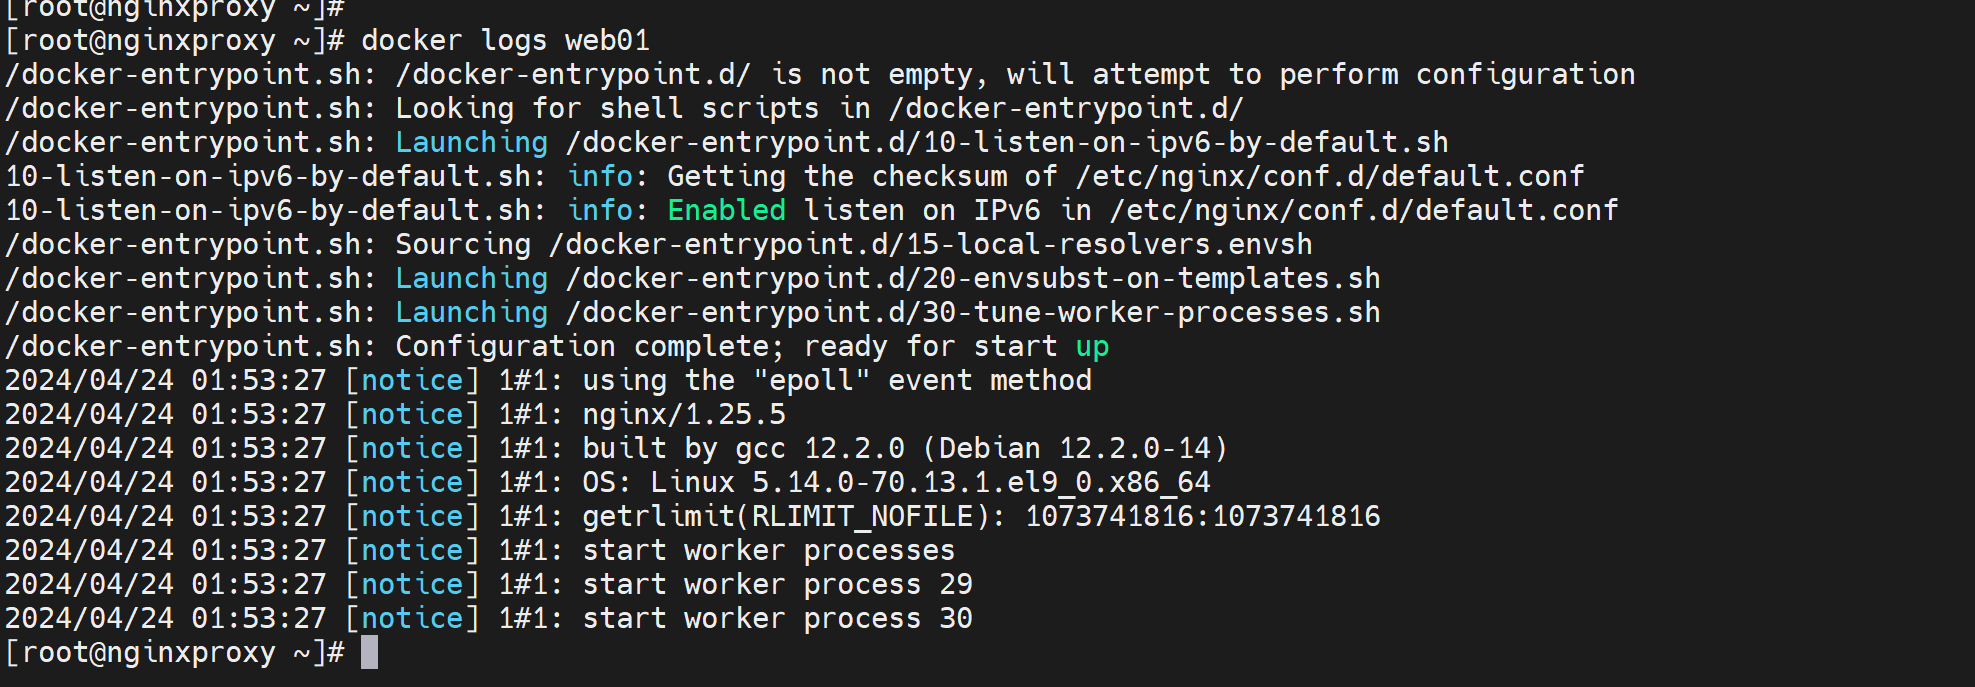 [root@nginxproxy ~]#
[root@nginxproxy ~]# docker logs web01
/docker-entrypoint.sh: /docker-entrypoint.d/ is not empty, will attempt to perform configuration
/docker-entrypoint.sh: Looking for shell scripts in /docker-entrypoint.d/
/docker-entrypoint.sh: Launching /docker-entrypoint.d/10-listen-on-ipv6-by-default.sh
10-listen-on-ipv6-by-default.sh: info: Getting the checksum of /etc/nginx/conf.d/default.conf
10-listen-on-ipv6-by-default.sh: info: Enabled listen on IPv6 in /etc/nginx/conf.d/default.conf
/docker-entrypoint.sh: Sourcing /docker-entrypoint.d/15-local-resolvers.envsh
/docker-entrypoint.sh: Launching /docker-entrypoint.d/20-envsubst-on-templates.sh
/docker-entrypoint.sh: Launching /docker-entrypoint.d/30-tune-worker-processes.sh
/docker-entrypoint.sh: Configuration complete; ready for start up
2024/04/24 01:53:27 [notice] 1#1: using the "epoll" event method
2024/04/24 01:53:27 [notice] 1#1: nginx/1.25.5
2024/04/24 01:53:27 [notice] 1#1: built by gcc 12.2.0 (Debian 12.2.0-14)
2024/04/24 01:53:27 [notice] 1#1: OS: Linux 5.14.0-70.13.1.el9_0.x86_64
2024/04/24 01:53:27 [notice] 1#1: getrlimit(RLIMIT_NOFILE): 1073741816:1073741816
2024/04/24 01:53:27 [notice] 1#1: start worker processes
2024/04/24 01:53:27 [notice] 1#1: start worker process 29
2024/04/24 01:53:27 [notice] 1#1: start worker process 30
[root@nginxproxy ~]#